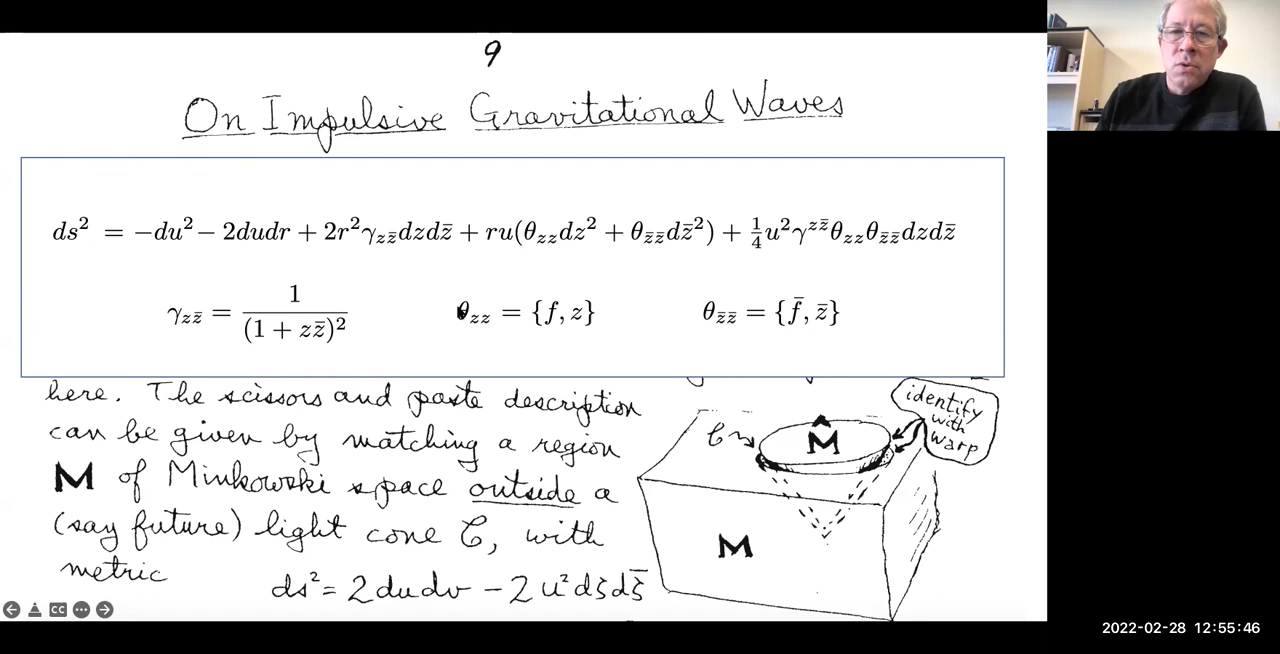 9
On Impulsive Gravitational Waves
ds² = −du² − 2dudr + 2r²γ_{zz̄}dzdz̄ + ru(θ_{zz}dz² + θ_{z̄z̄}dz̄²) + ¼u²γ^{zz̄}θ_{zz}θ_{z̄z̄}dzdz̄
γ_{zz̄} = 1/(1 + zz̄)² θ_{zz} = {f, z} θ_{z̄z̄} = {f̄, z̄}
here. The scissors and paste description
can be given by matching a region
M of Minkowski space outside a
(say future) light cone C, with
metric
ds² = 2dudv − 2u²dζdζ̄
identify
with
warp
C
M̂
M
CC
2022-02-28 12:55:46